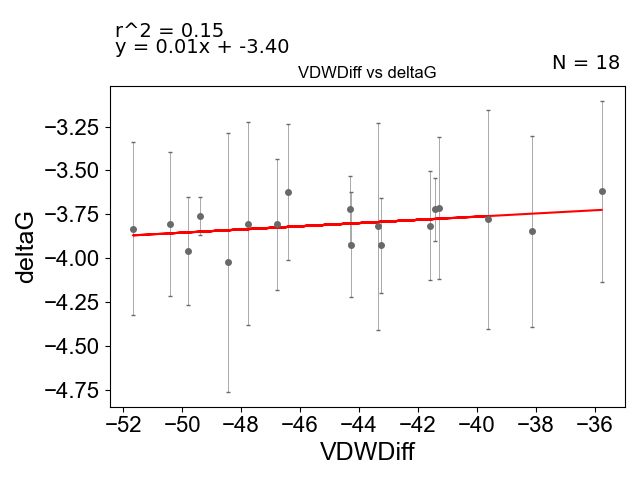 r^2 = 0.15
y = 0.01x + -3.40
N = 18
VDWDiff vs deltaG
−3.25
−3.50
−3.75
−4.00
−4.25
−4.50
−4.75
deltaG
−52 −50 −48 −46 −44 −42 −40 −38 −36
VDWDiff